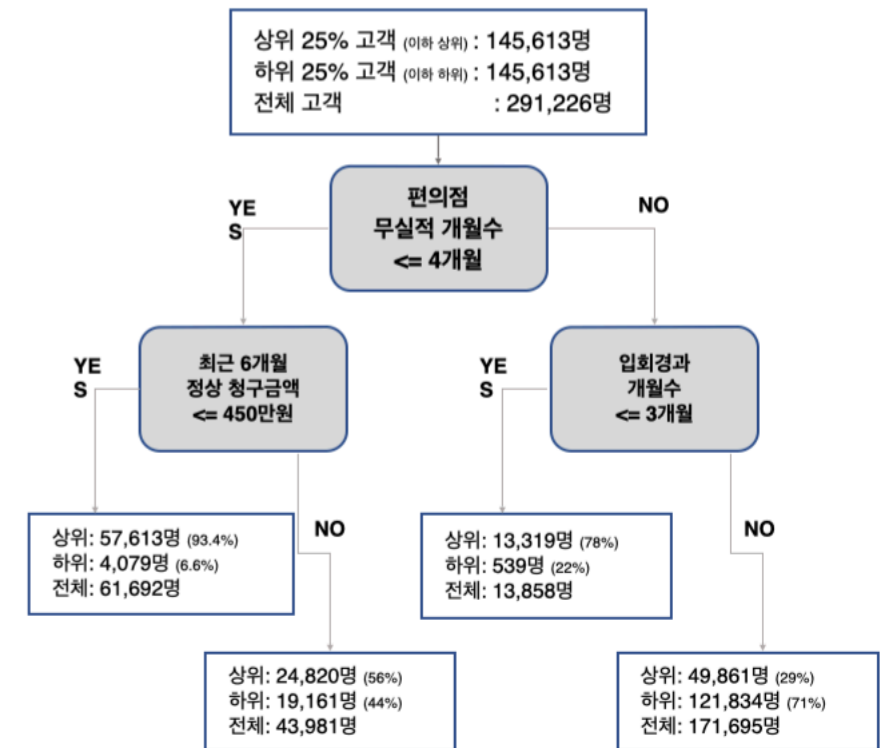 상위 25% 고객 (이하 상위) : 145,613명
하위 25% 고객 (이하 하위) : 145,613명
전체 고객 : 291,226명
편의점
무실적 개월수
<= 4개월
YE
S
NO
최근 6개월
정상 청구금액
<= 450만원
입회경과
개월수
<= 3개월
YE
S
NO
YE
S
NO
상위: 57,613명 (93.4%)
하위: 4,079명 (6.6%)
전체: 61,692명
상위: 13,319명 (78%)
하위: 539명 (22%)
전체: 13,858명
상위: 24,820명 (56%)
하위: 19,161명 (44%)
전체: 43,981명
상위: 49,861명 (29%)
하위: 121,834명 (71%)
전체: 171,695명